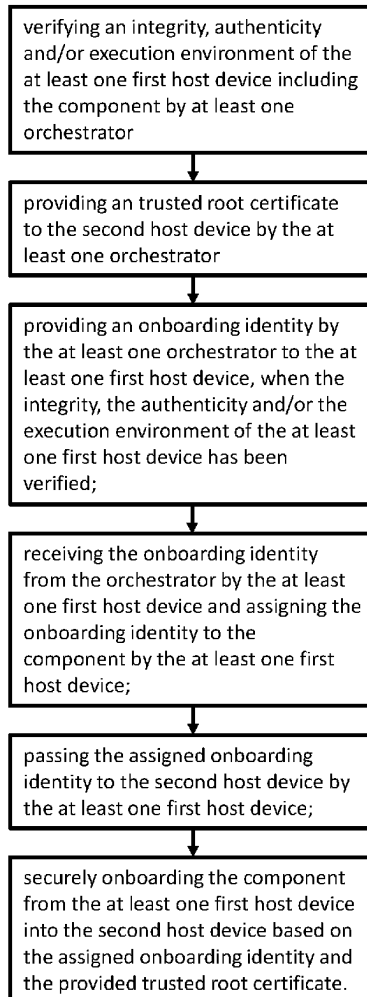 verifying an integrity, authenticity
and/or execution environment of the
at least one first host device including
the component by at least one
orchestrator
providing an trusted root certificate
to the second host device by the at
least one orchestrator
providing an onboarding identity by
the at least one orchestrator to the at
least one first host device, when the
integrity, the authenticity and/or the
execution environment of the at least
one first host device has been
verified;
receiving the onboarding identity
from the orchestrator by the at least
one first host device and assigning the
onboarding identity to the
component by the at least one first
host device;
passing the assigned onboarding
identity to the second host device by
the at least one first host device;
securely onboarding the component
from the at least one first host device
into the second host device based on
the assigned onboarding identity and
the provided trusted root certificate.